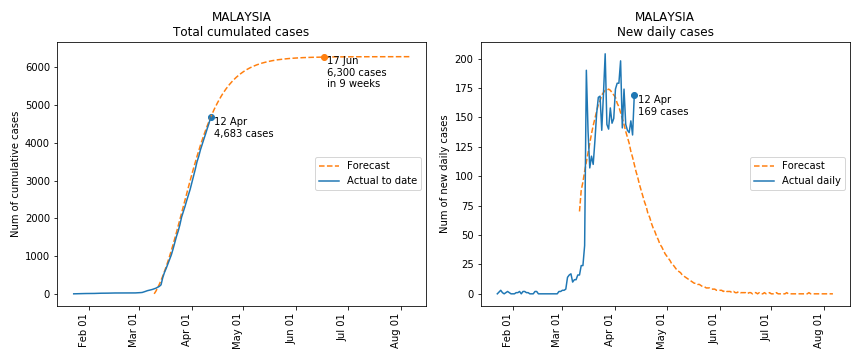 MALAYSIA
Total cumulated cases
Num of cumulative cases
6000
5000
4000
3000
2000
1000
0
17 Jun
6,300 cases
in 9 weeks
12 Apr
4,683 cases
Forecast
Actual to date
Feb 01
Mar 01
Apr 01
May 01
Jun 01
Jul 01
Aug 01
MALAYSIA
New daily cases
Num of new daily cases
200
175
150
125
100
75
50
25
0
12 Apr
169 cases
Forecast
Actual daily
Feb 01
Mar 01
Apr 01
May 01
Jun 01
Jul 01
Aug 01